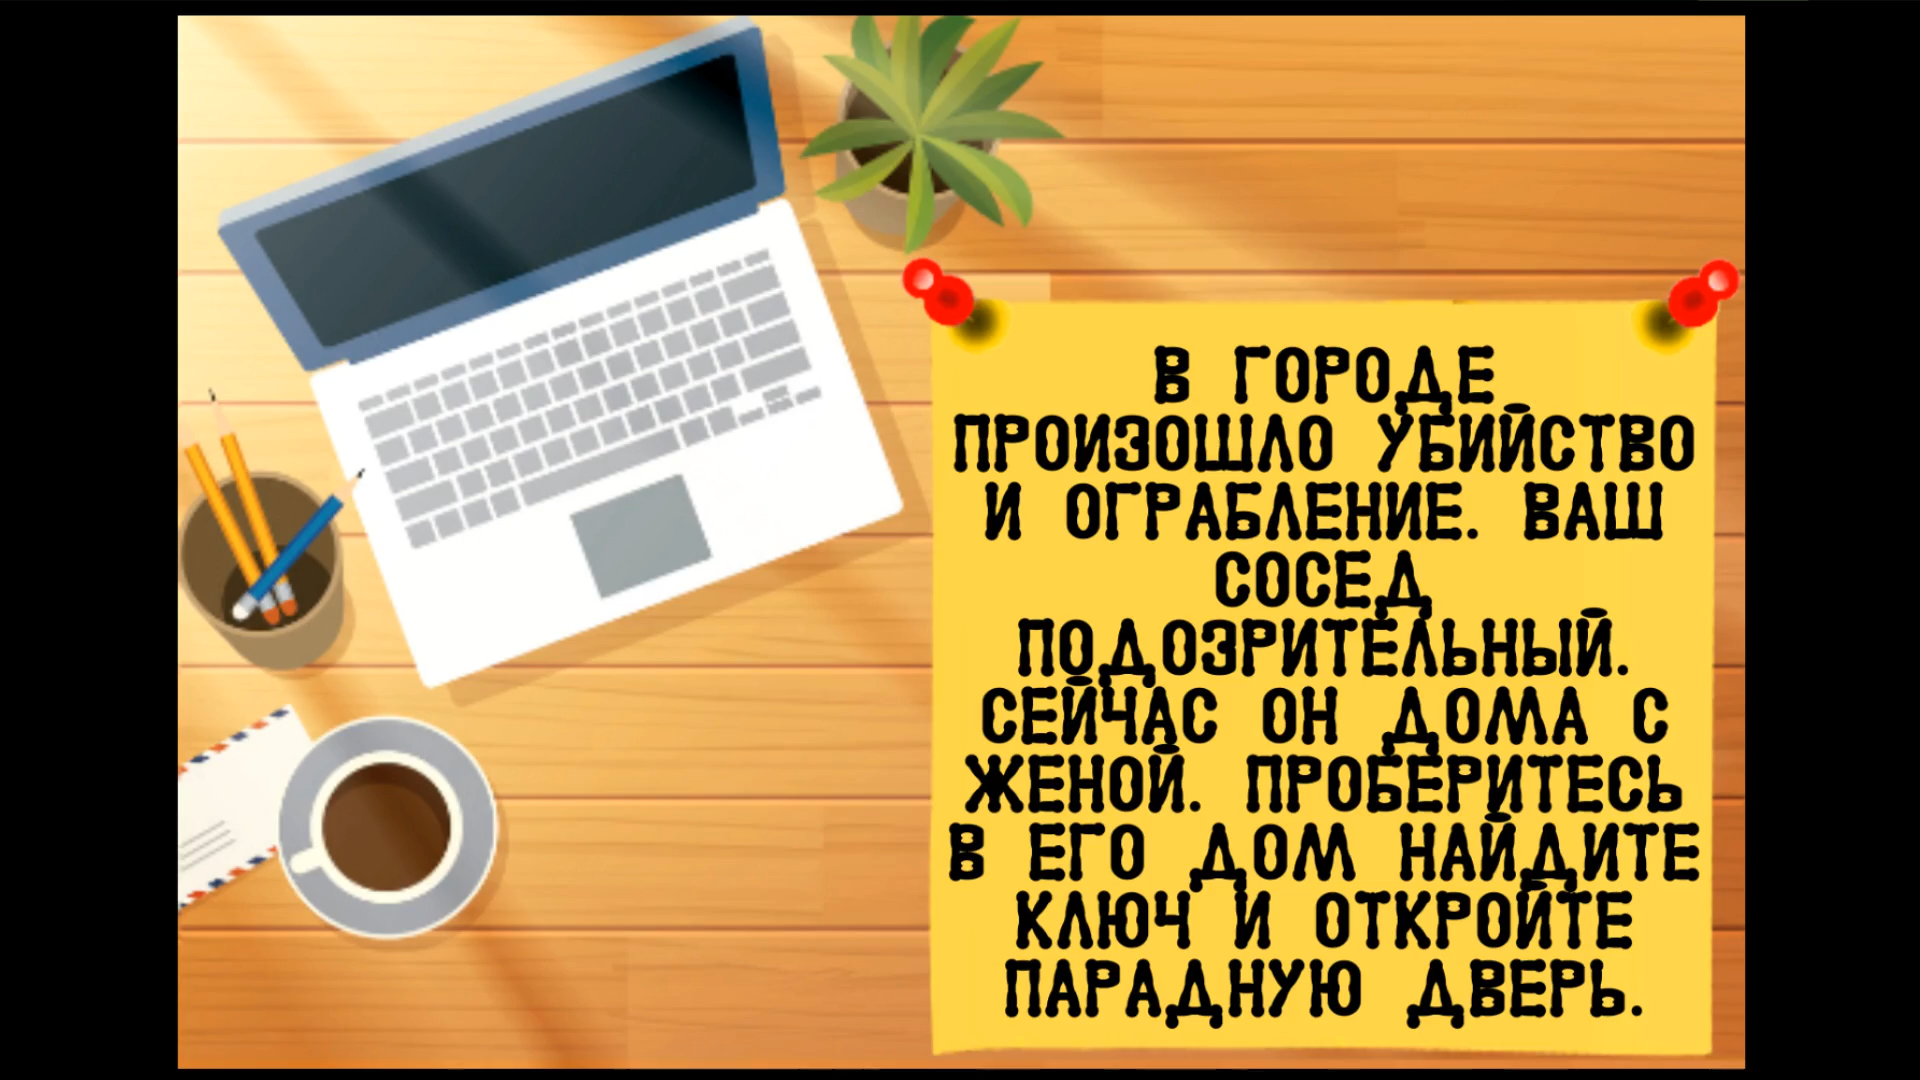 В ГОРОДЕ
ПРОИЗОШЛО УБИЙСТВО
И ОГРАБЛЕНИЕ. ВАШ
СОСЕД
ПОДОЗРИТЕЛЬНЫЙ.
СЕЙЧАС ОН ДОМА С
ЖЕНОЙ. ПРОБЕРИТЕСЬ
В ЕГО ДОМ НАЙДИТЕ
КЛЮЧ И ОТКРОЙТЕ
ПАРАДНУЮ ДВЕРЬ.